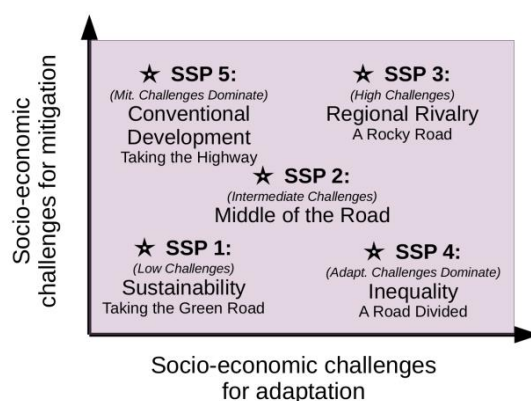 Socio-economic
challenges for mitigation
SSP 5:
(Mit. Challenges Dominate)
Conventional
Development
Taking the Highway
SSP 3:
(High Challenges)
Regional Rivalry
A Rocky Road
SSP 2:
(Intermediate Challenges)
Middle of the Road
SSP 1:
(Low Challenges)
Sustainability
Taking the Green Road
SSP 4:
(Adapt. Challenges Dominate)
Inequality
A Road Divided
Socio-economic challenges
for adaptation